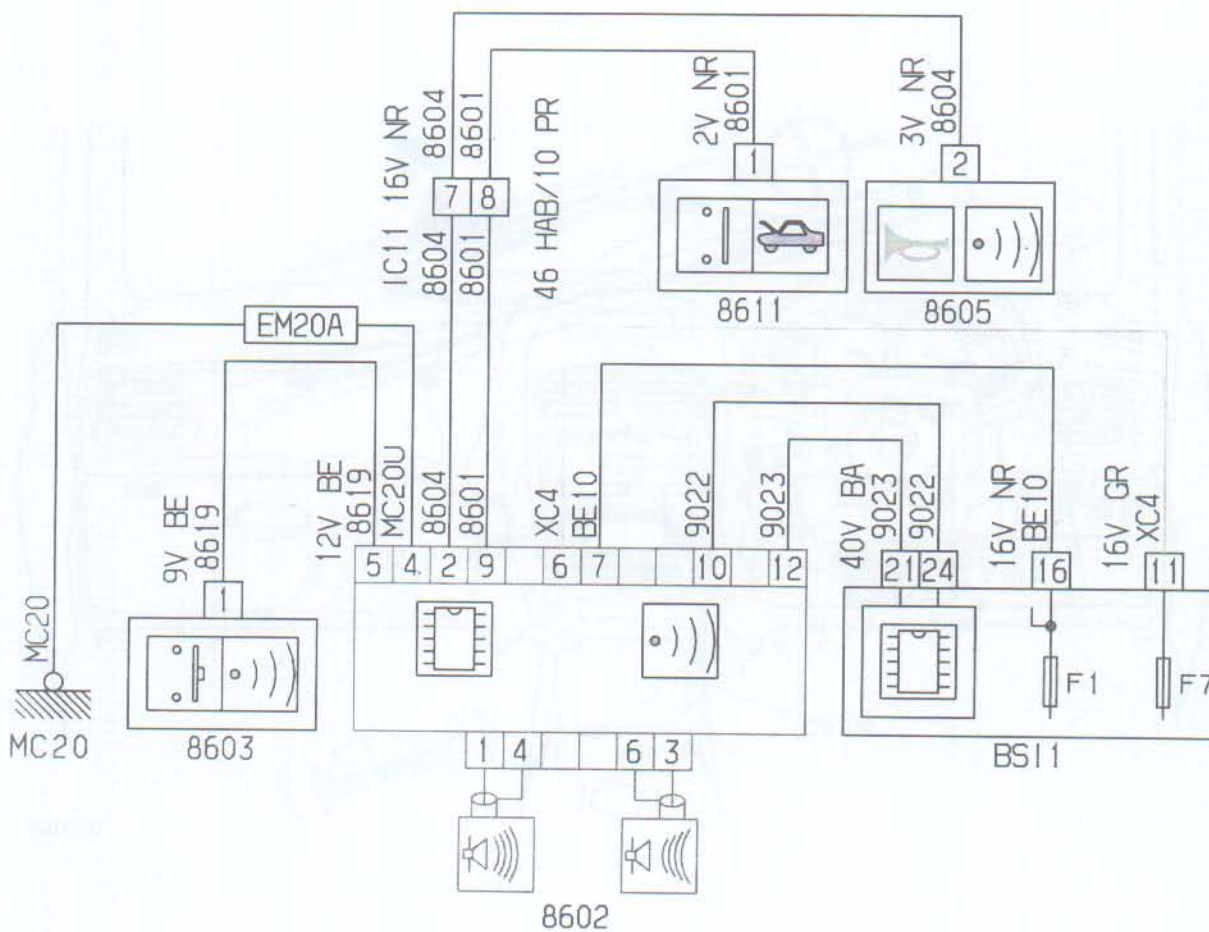 1C11 16V NR
7 8
8604
8601
8604
8601
46 HAB/10 PR
2V NR
8601
1
8611
3V NR
8604
2
8605
EM20A
MC20
MC20
9V BE
8619
1
8603
12V BE
8619
MC20U
8604
8601
XC4
BE10
9022
9023
5 4 2 9 6 7 10 12
1 4 6 3
8602
40V BA
9023
9022
21 24
16V NR
BE10
16
16V GR
XC4
11
F1
F7
BSI1